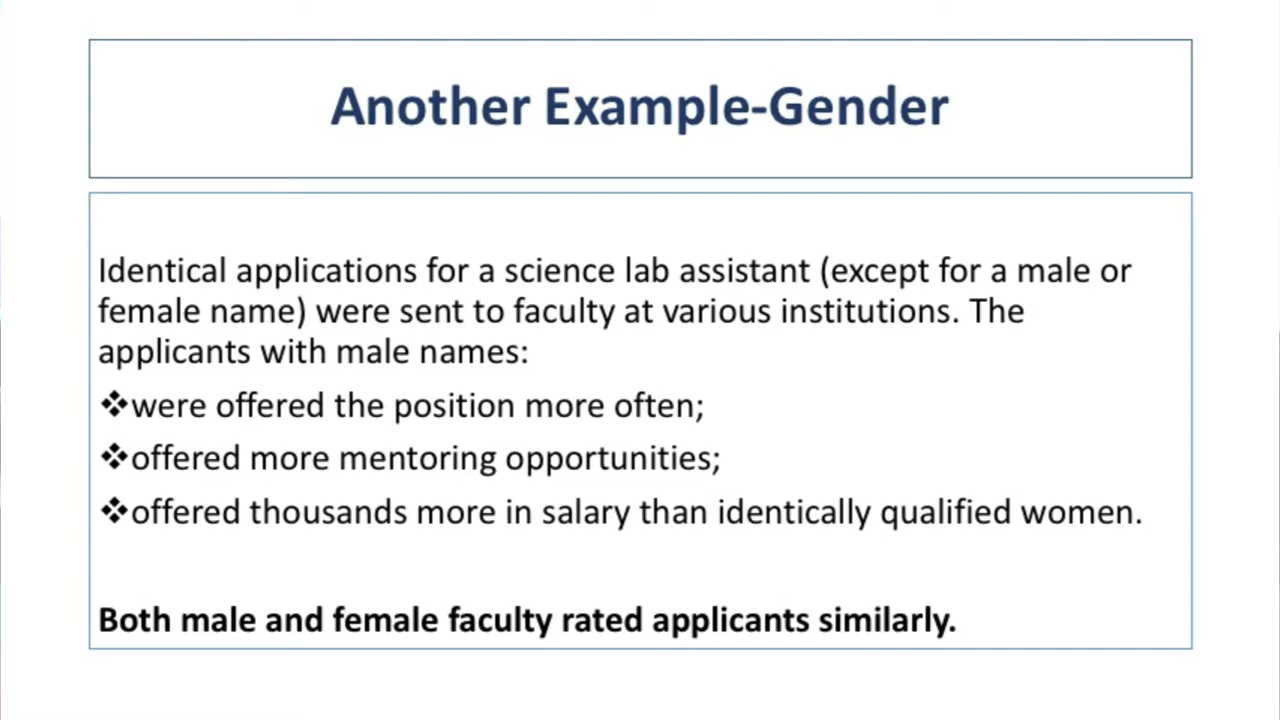 Another Example-Gender
Identical applications for a science lab assistant (except for a male or
female name) were sent to faculty at various institutions. The
applicants with male names:
❖were offered the position more often;
❖offered more mentoring opportunities;
❖offered thousands more in salary than identically qualified women.
Both male and female faculty rated applicants similarly.